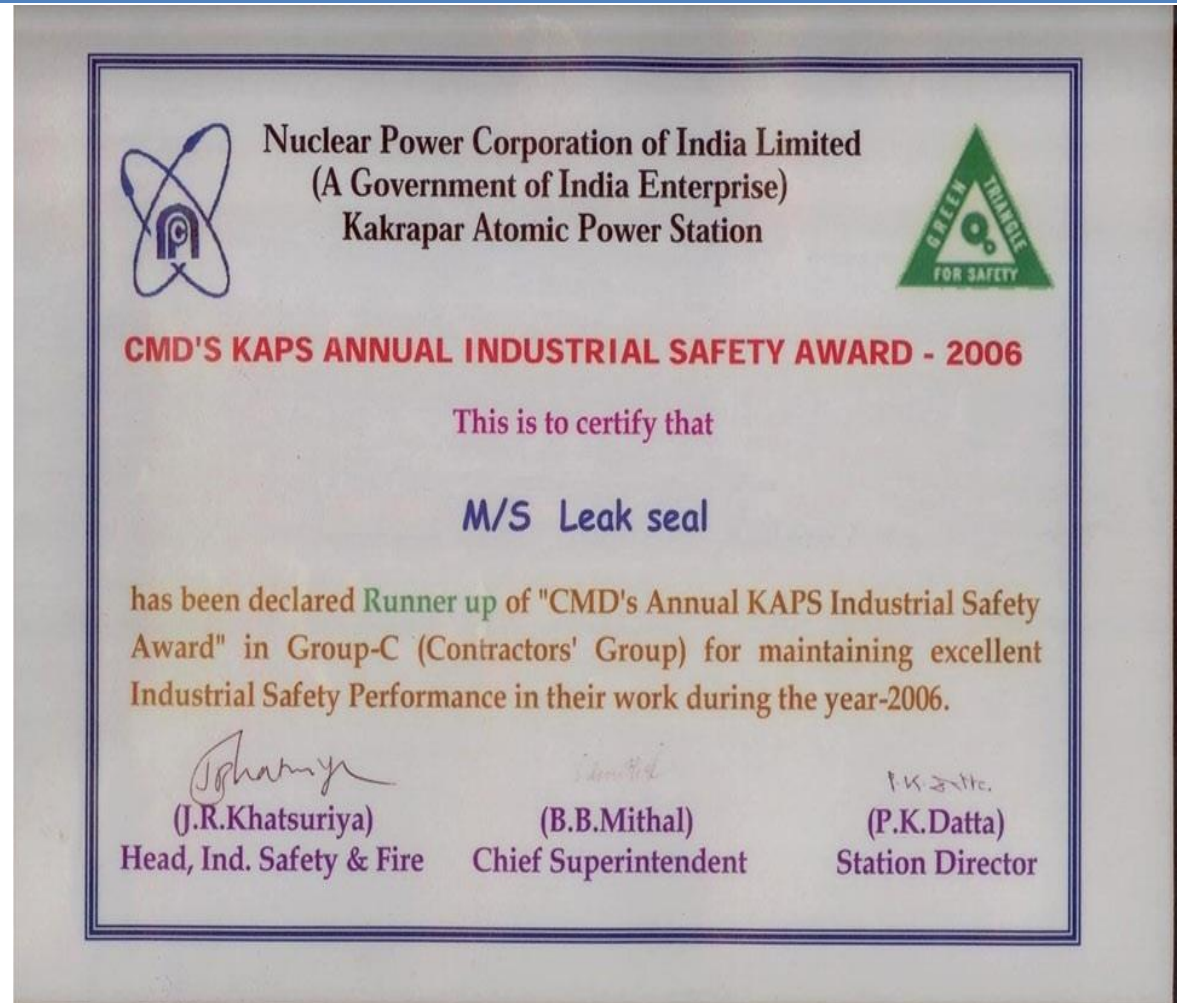 Nuclear Power Corporation of India Limited
(A Government of India Enterprise)
Kakrapar Atomic Power Station
NPC
GREEN TRIANGLE
FOR SAFETY
CMD'S KAPS ANNUAL INDUSTRIAL SAFETY AWARD - 2006
This is to certify that
M/S Leak seal
has been declared Runner up of "CMD's Annual KAPS Industrial Safety
Award" in Group-C (Contractors' Group) for maintaining excellent
Industrial Safety Performance in their work during the year-2006.
P.K.Datta.
(J.R.Khatsuriya) (B.B.Mithal) (P.K.Datta)
Head, Ind. Safety & Fire Chief Superintendent Station Director